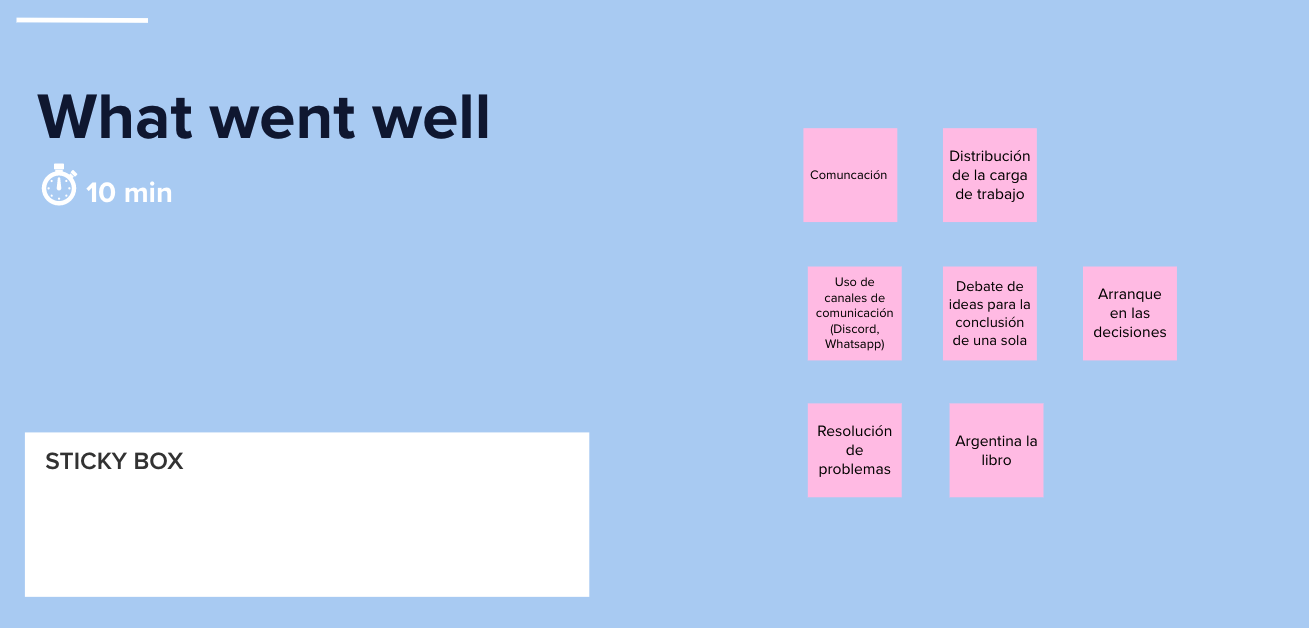 What went well
10 min
Comuncación
Distribución
de la carga
de trabajo
Uso de
canales de
comunicación
(Discord,
Whatsapp)
Debate de
ideas para la
conclusión
de una sola
Arranque
en las
decisiones
Resolución
de
problemas
Argentina la
libro
STICKY BOX